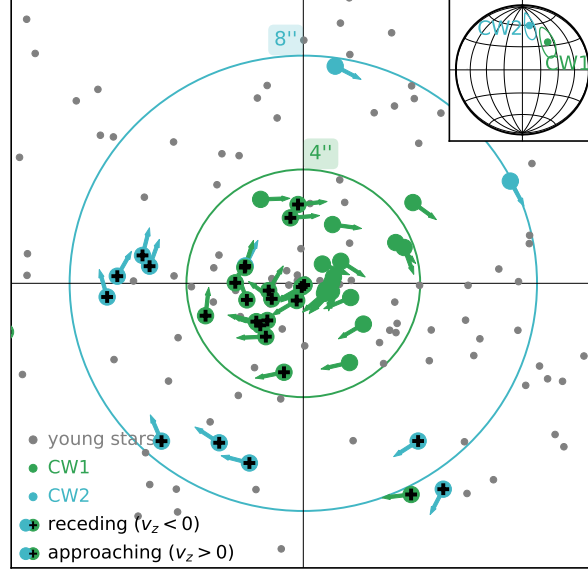 8''
CW2
CW1
4''
young stars
CW1
CW2
receding (v_z < 0)
approaching (v_z > 0)